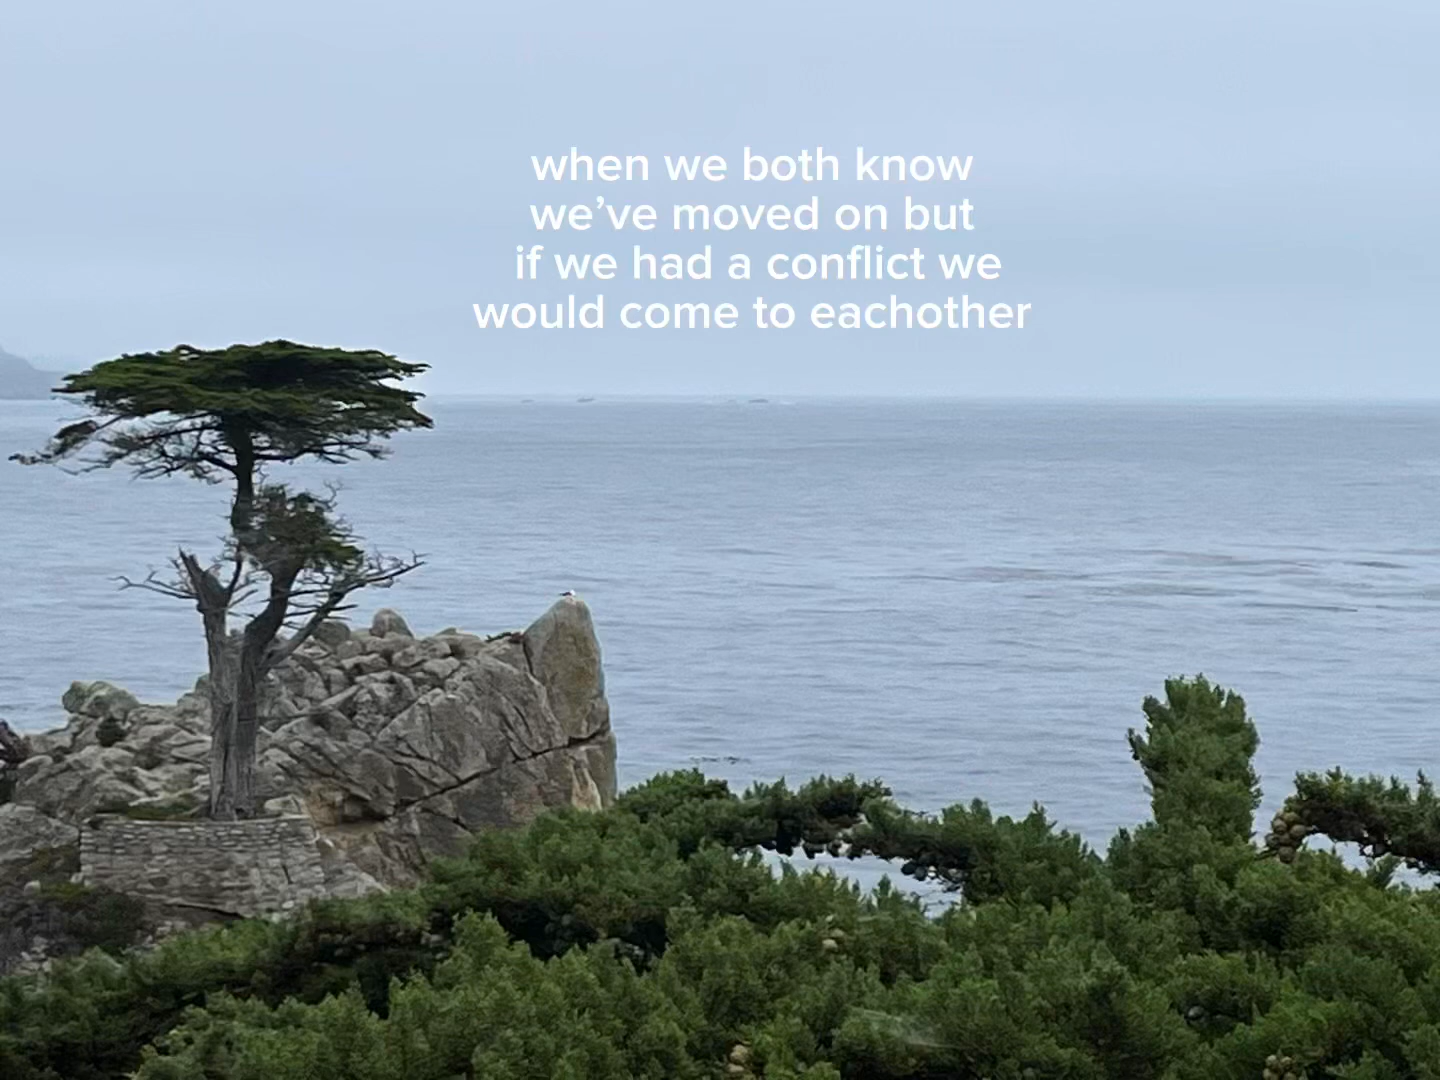 when we both know
we’ve moved on but
if we had a conflict we
would come to eachother